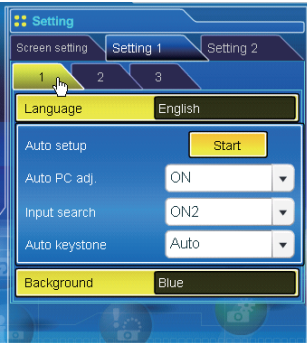 Setting
Screen setting Setting 1 Setting 2
1 2 3
Language English
Auto setup Start
Auto PC adj. ON
Input search ON2
Auto keystone Auto
Background Blue